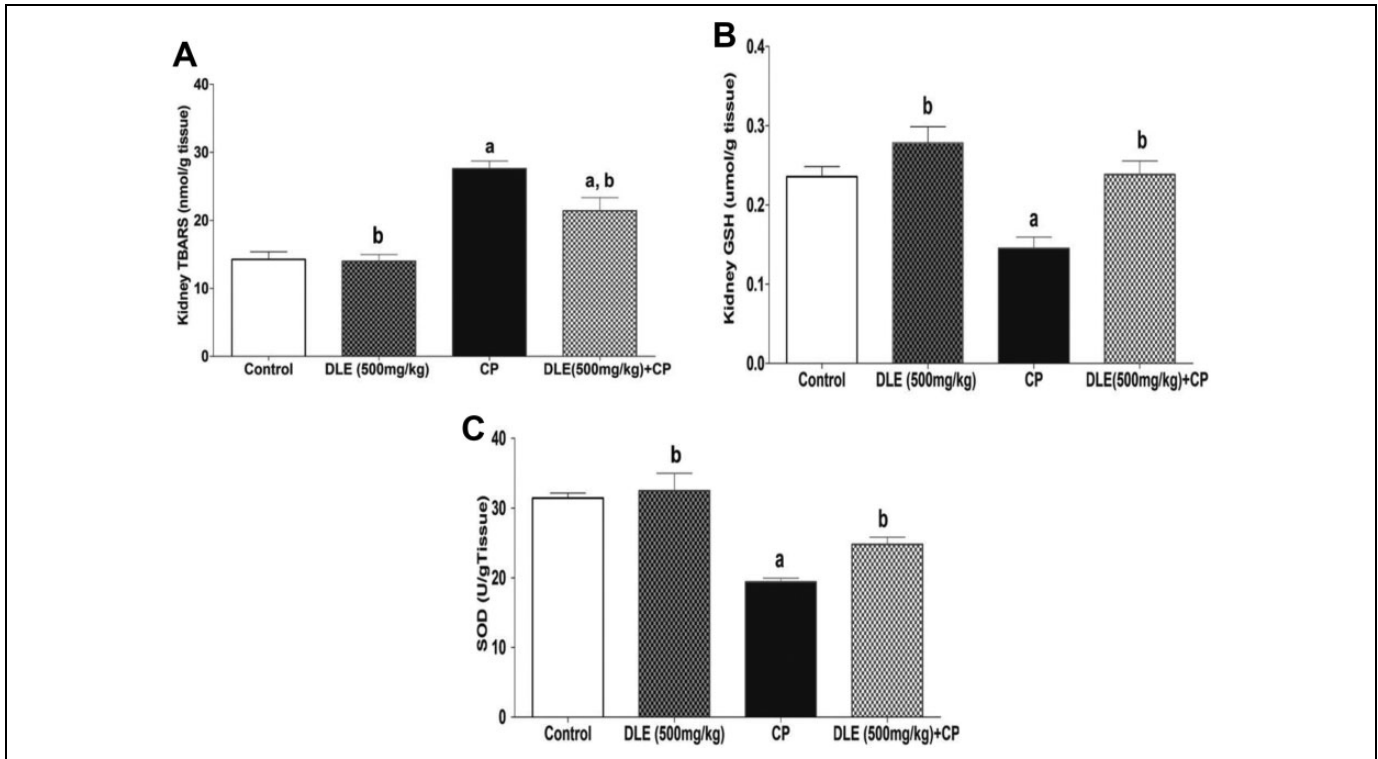 A
Kidney TBARS (nmol/g tissue)
40
30
20
10
0
b
a
a, b
Control DLE (500mg/kg) CP DLE(500mg/kg)+CP
B
Kidney GSH (umol/g tissue)
0.4
0.3
0.2
0.1
0.0
b
a
b
Control DLE (500mg/kg) CP DLE(500mg/kg)+CP
C
SOD (U/gTissue)
40
30
20
10
0
b
a
b
Control DLE (500mg/kg) CP DLE (500mg/kg)+CP